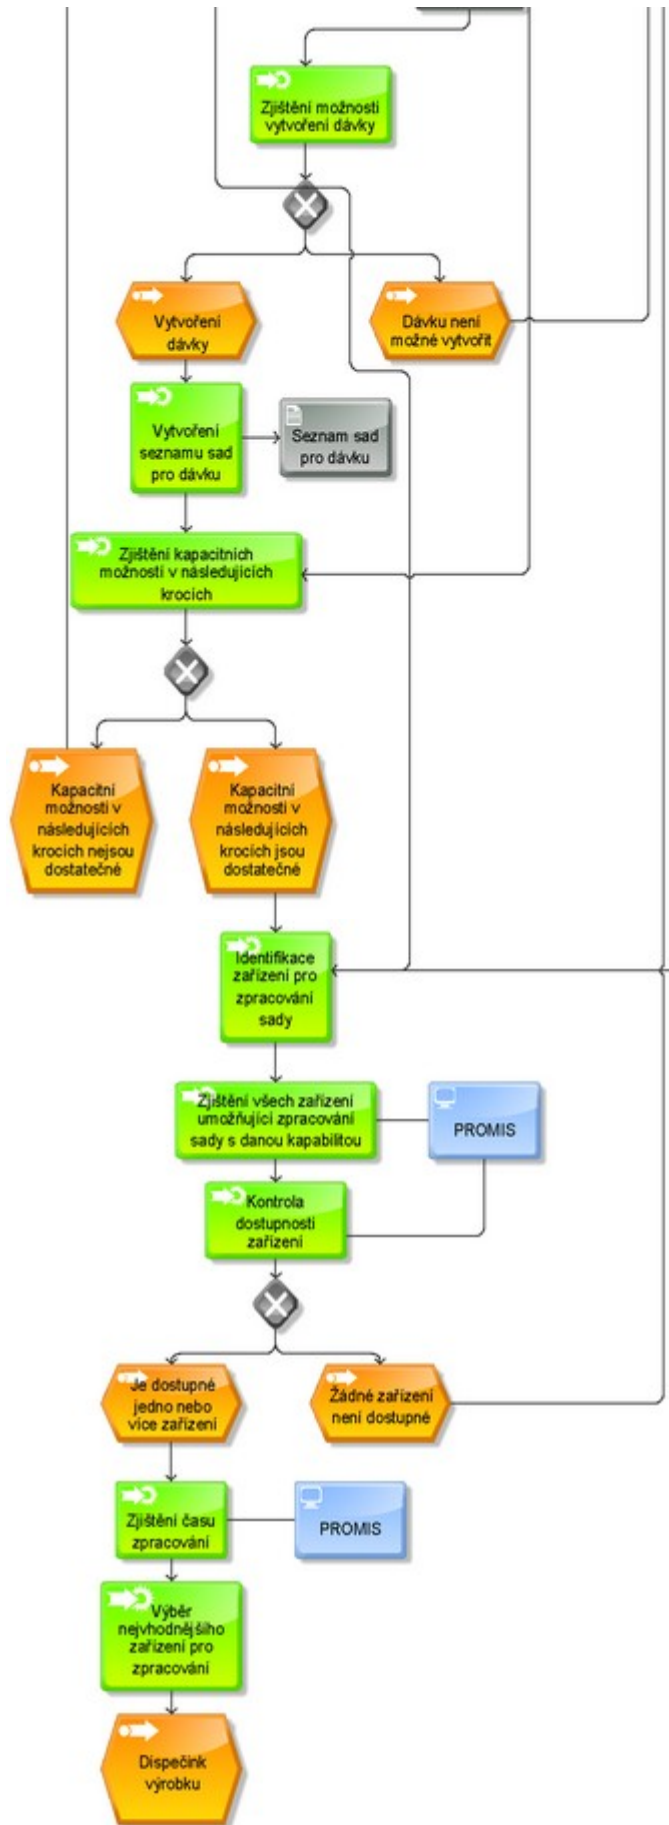 Zjištění možností
vytvoření dávky
Vytvoření
dávky
Dávku není
možné vytvořit
Vytvoření
seznamu sad
pro dávku
Seznam sad
pro dávku
Zjištění kapacitních
možností v následujících
krocích
Kapacitní
možnosti v
následujících
krocích nejsou
dostatečné
Kapacitní
možnosti v
následujících
krocích jsou
dostatečné
Identifikace
zařízení pro
zpracování
sady
Zjištění všech zařízení
umožňující zpracování
sady s danou kapabilitou
PROMIS
Kontrola
dostupnosti
zařízení
Je dostupné
jedno nebo
více zařízení
Žádné zařízení
není dostupné
Zjištění času
zpracování
PROMIS
Výběr
nejvhodnějšího
zařízení pro
zpracování
Dispečink
výrobku